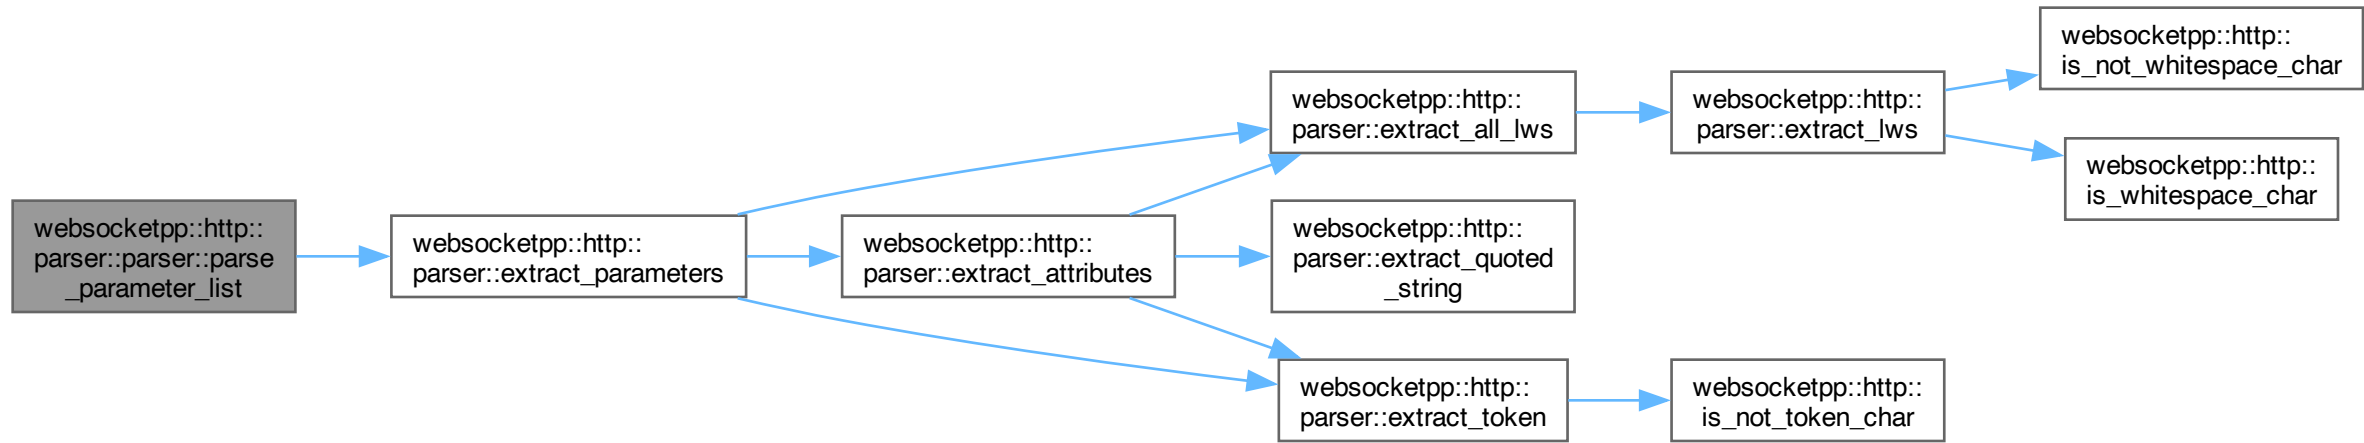 websocketpp::http::
parser::parser::parse
_parameter_list
websocketpp::http::
parser::extract_parameters
websocketpp::http::
parser::extract_attributes
websocketpp::http::
parser::extract_all_lws
websocketpp::http::
parser::extract_lws
websocketpp::http::
is_not_whitespace_char
websocketpp::http::
is_whitespace_char
websocketpp::http::
parser::extract_quoted
_string
websocketpp::http::
parser::extract_token
websocketpp::http::
is_not_token_char